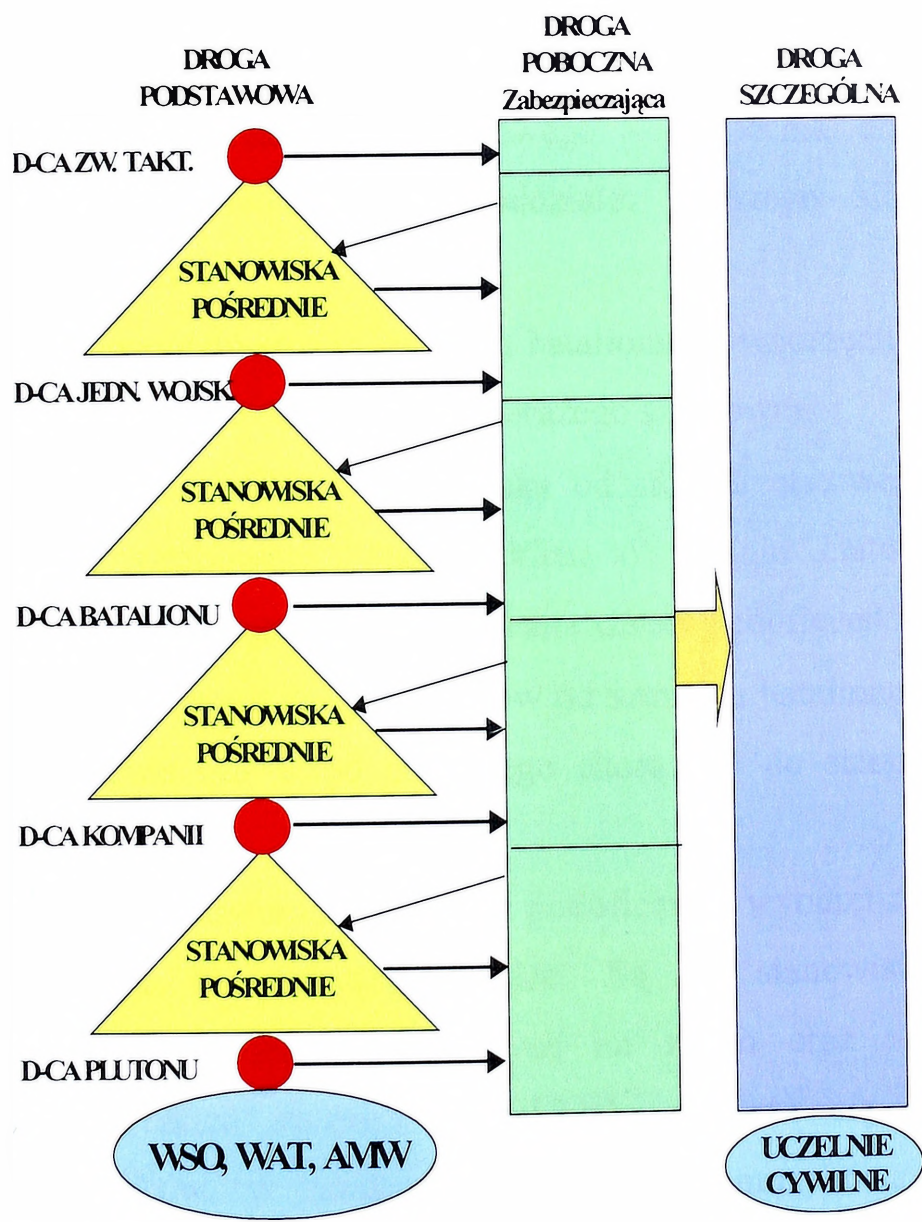 DROGA
PODSTAWOWA
DROGA
POBOCZNA
Zabezpieczająca
DROGA
SZCZEGÓLNA
D-CA ZW. TAKT.
STANOWISKA
POŚREDNIE
D-CA JEDN. WOJSK.
STANOWISKA
POŚREDNIE
D-CA BATALIONU
STANOWISKA
POŚREDNIE
D-CA KOMPANII
STANOWISKA
POŚREDNIE
D-CA PLUTONU
WSO, WAT, AMW
UCZELNIE
CYWILNE